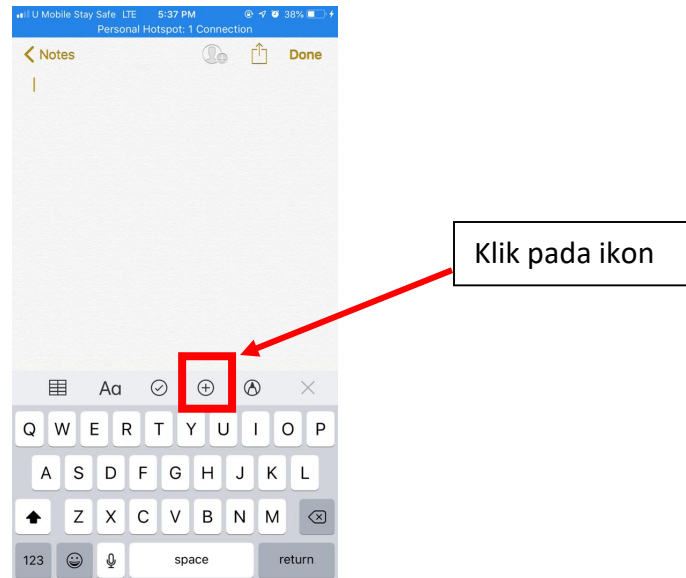 U Mobile Stay Safe LTE 5:37 PM 38%
Personal Hotspot: 1 Connection
Notes Done
Klik pada ikon
Aa
Q W E R T Y U I O P
A S D F G H J K L
Z X C V B N M
123 space return